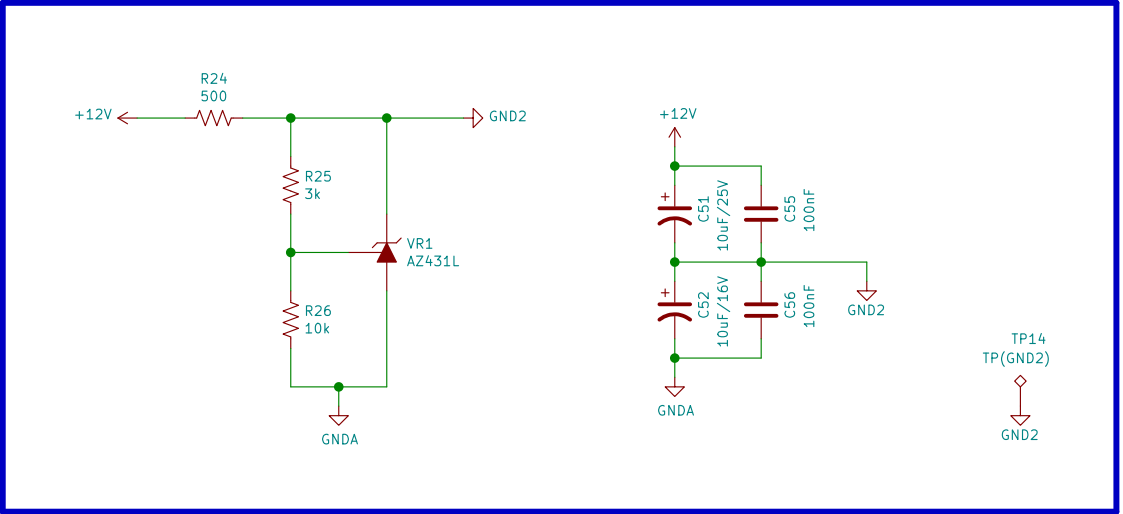 R24
500
+12V
GND2
R25
3k
VR1
AZ431L
R26
10k
GNDA
+12V
+
C51
10uF/25V
C55
100nF
+
C52
10uF/16V
C56
100nF
GND2
GNDA
TP14
TP(GND2)
GND2